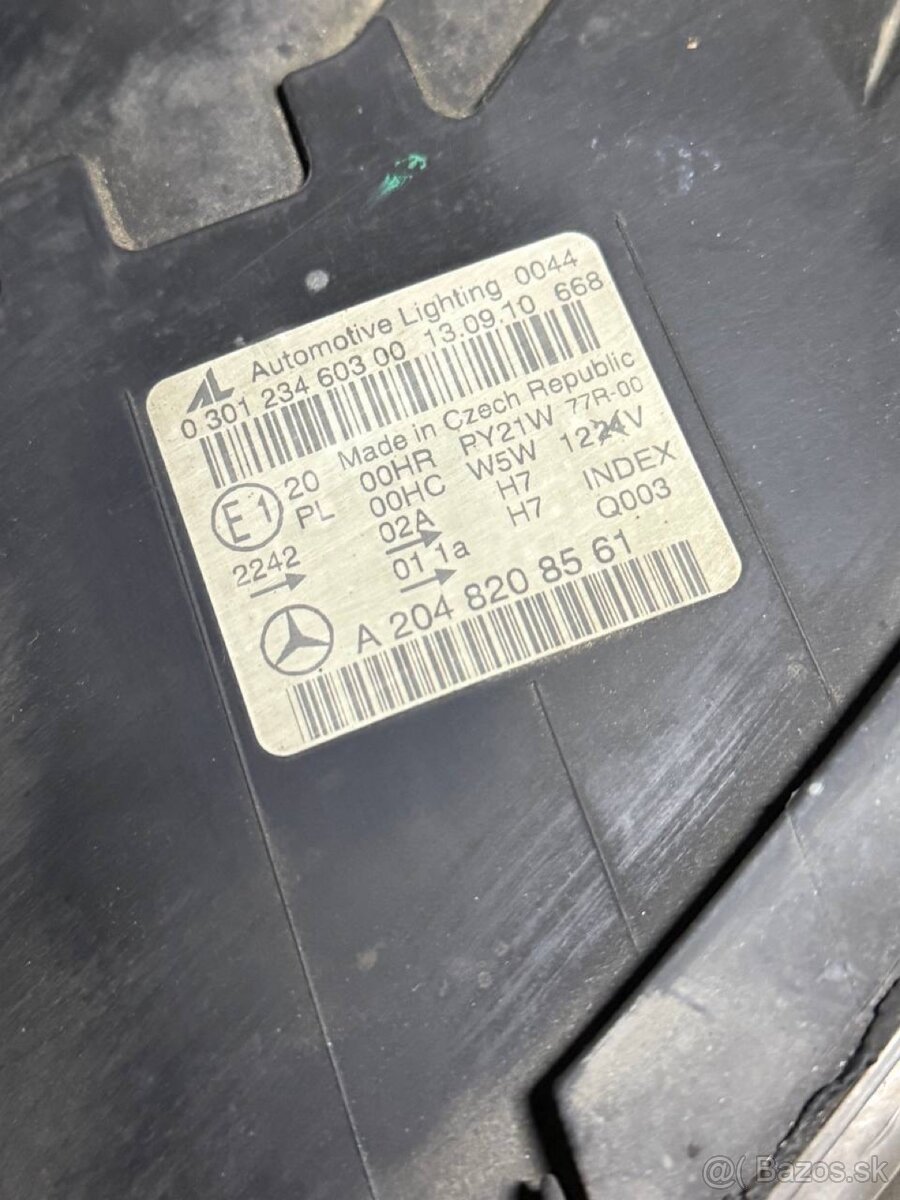 AL Automotive Lighting 0044
0 301 234 603 00 13.09.10 668
Made in Czech Republic
E1 20 00HR PY21W 77R-00
PL 00HC W5W 1224V
02A H7 INDEX
2242 01 1a H7 Q003
A 204 820 85 61
@( Bazos.sk